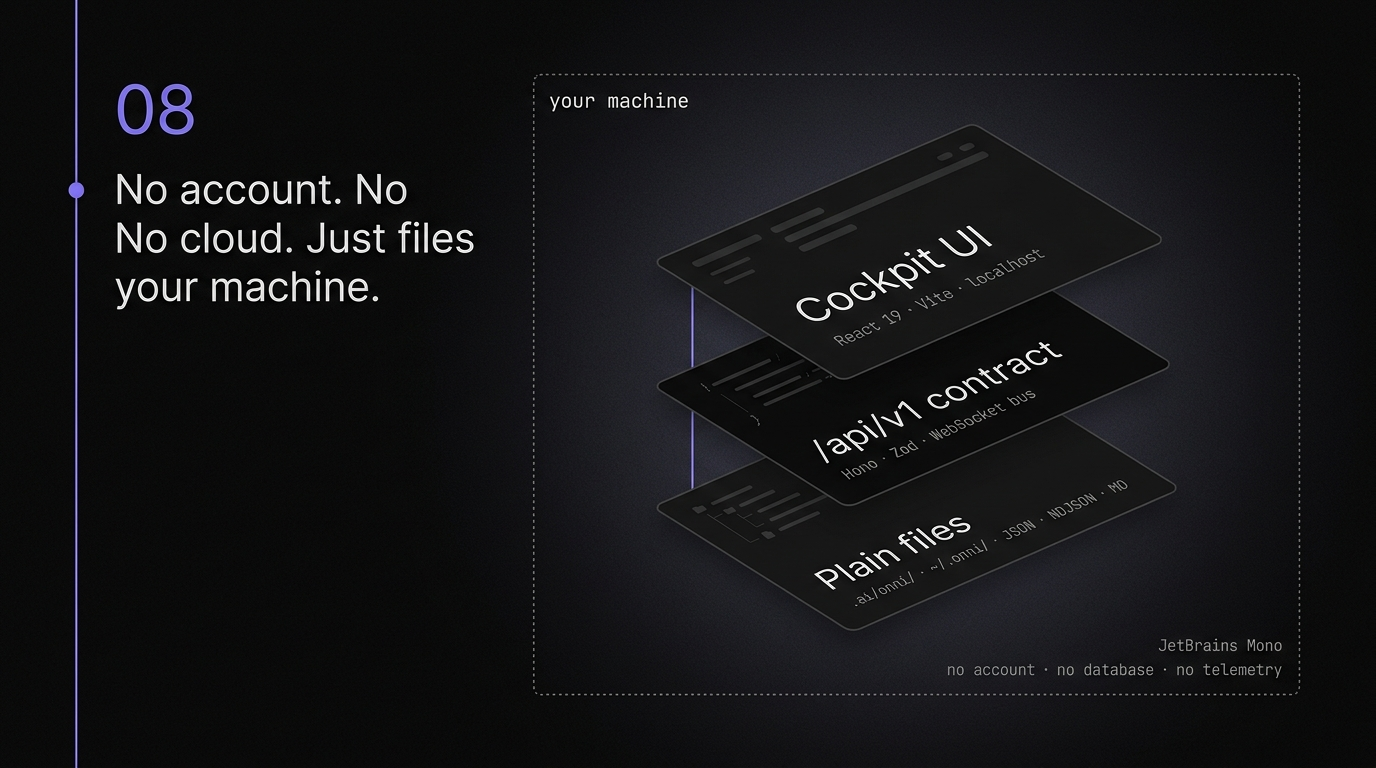 08
No account. No
No cloud. Just files
your machine.
your machine
Cockpit UI
React 19 · Vite · localhost
/api/v1 contract
Hono · Zod · WebSocket bus
Plain files
.ai/onni/ · ~/.onni/ · JSON · NDJSON · MD
JetBrains Mono
no account · no database · no telemetry